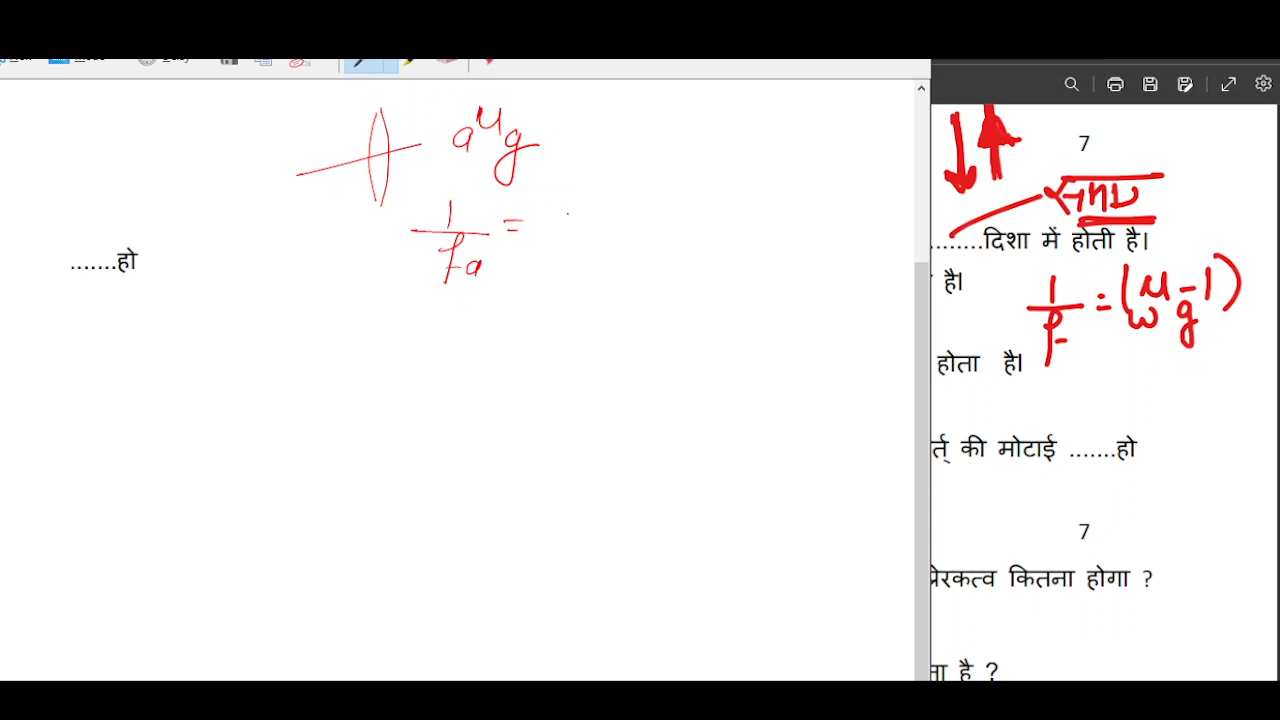 aμg
1/fa =
.......हो
7
समान
........दिशा में होती है।
है।
1/f = (wμg-1)
होता है।
र्त् की मोटाई .......हो
7
प्रेरकत्व कितना होगा ?
ता है ?